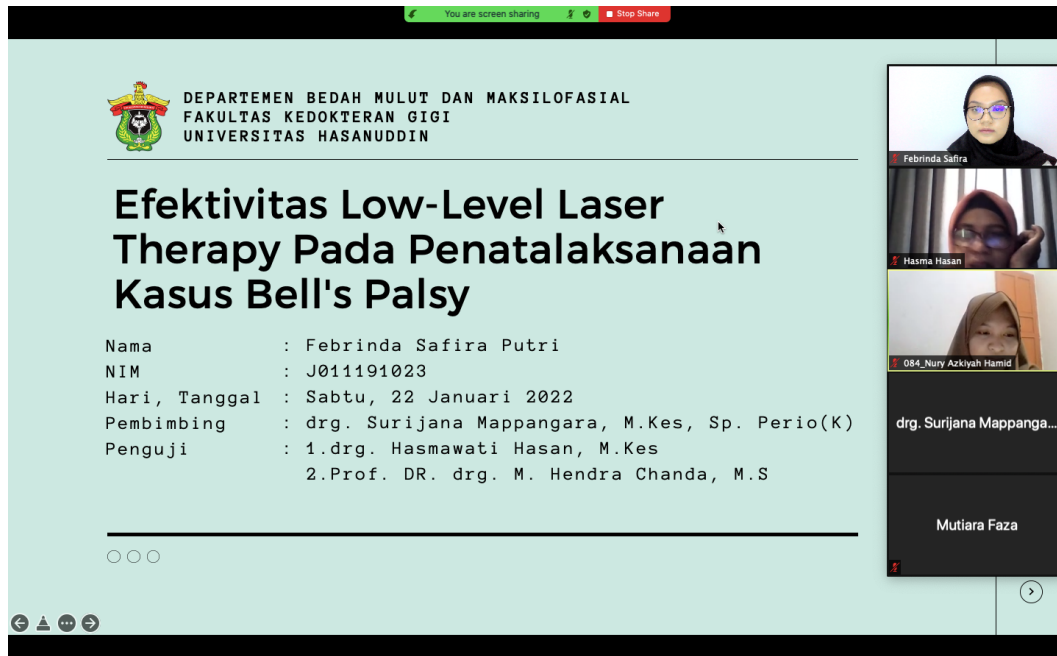 You are screen sharing
Stop Share
DEPARTEMEN BEDAH MULUT DAN MAKSILOFASIAL
FAKULTAS KEDOKTERAN GIGI
UNIVERSITAS HASANUDDIN
Efektivitas Low-Level Laser
Therapy Pada Penatalaksanaan
Kasus Bell's Palsy
Nama : Febrinda Safira Putri
NIM : J011191023
Hari, Tanggal : Sabtu, 22 Januari 2022
Pembimbing : drg. Surijana Mappangara, M.Kes, Sp. Perio(K)
Penguji : 1.drg. Hasmawati Hasan, M.Kes
2.Prof. DR. drg. M. Hendra Chanda, M.S
Febrinda Safira
Hasma Hasan
084_Nury Azkiyah Hamid
drg. Surijana Mappanga...
Mutiara Faza